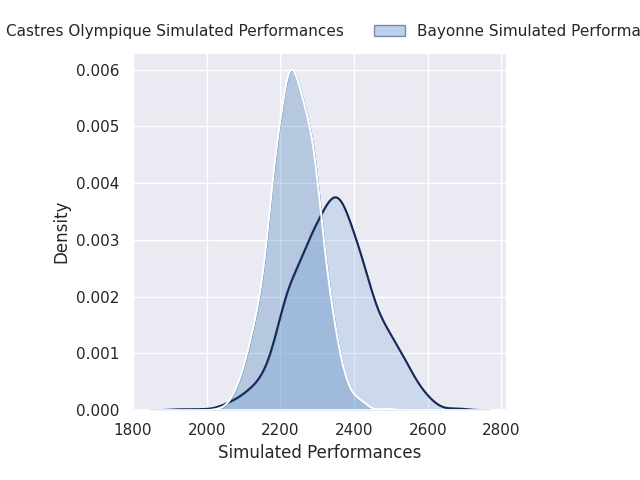 Castres Olympique Simulated Performances
Bayonne Simulated Performa
0.006
0.005
0.004
0.003
0.002
0.001
0.000
Density
1800 2000 2200 2400 2600 2800
Simulated Performances